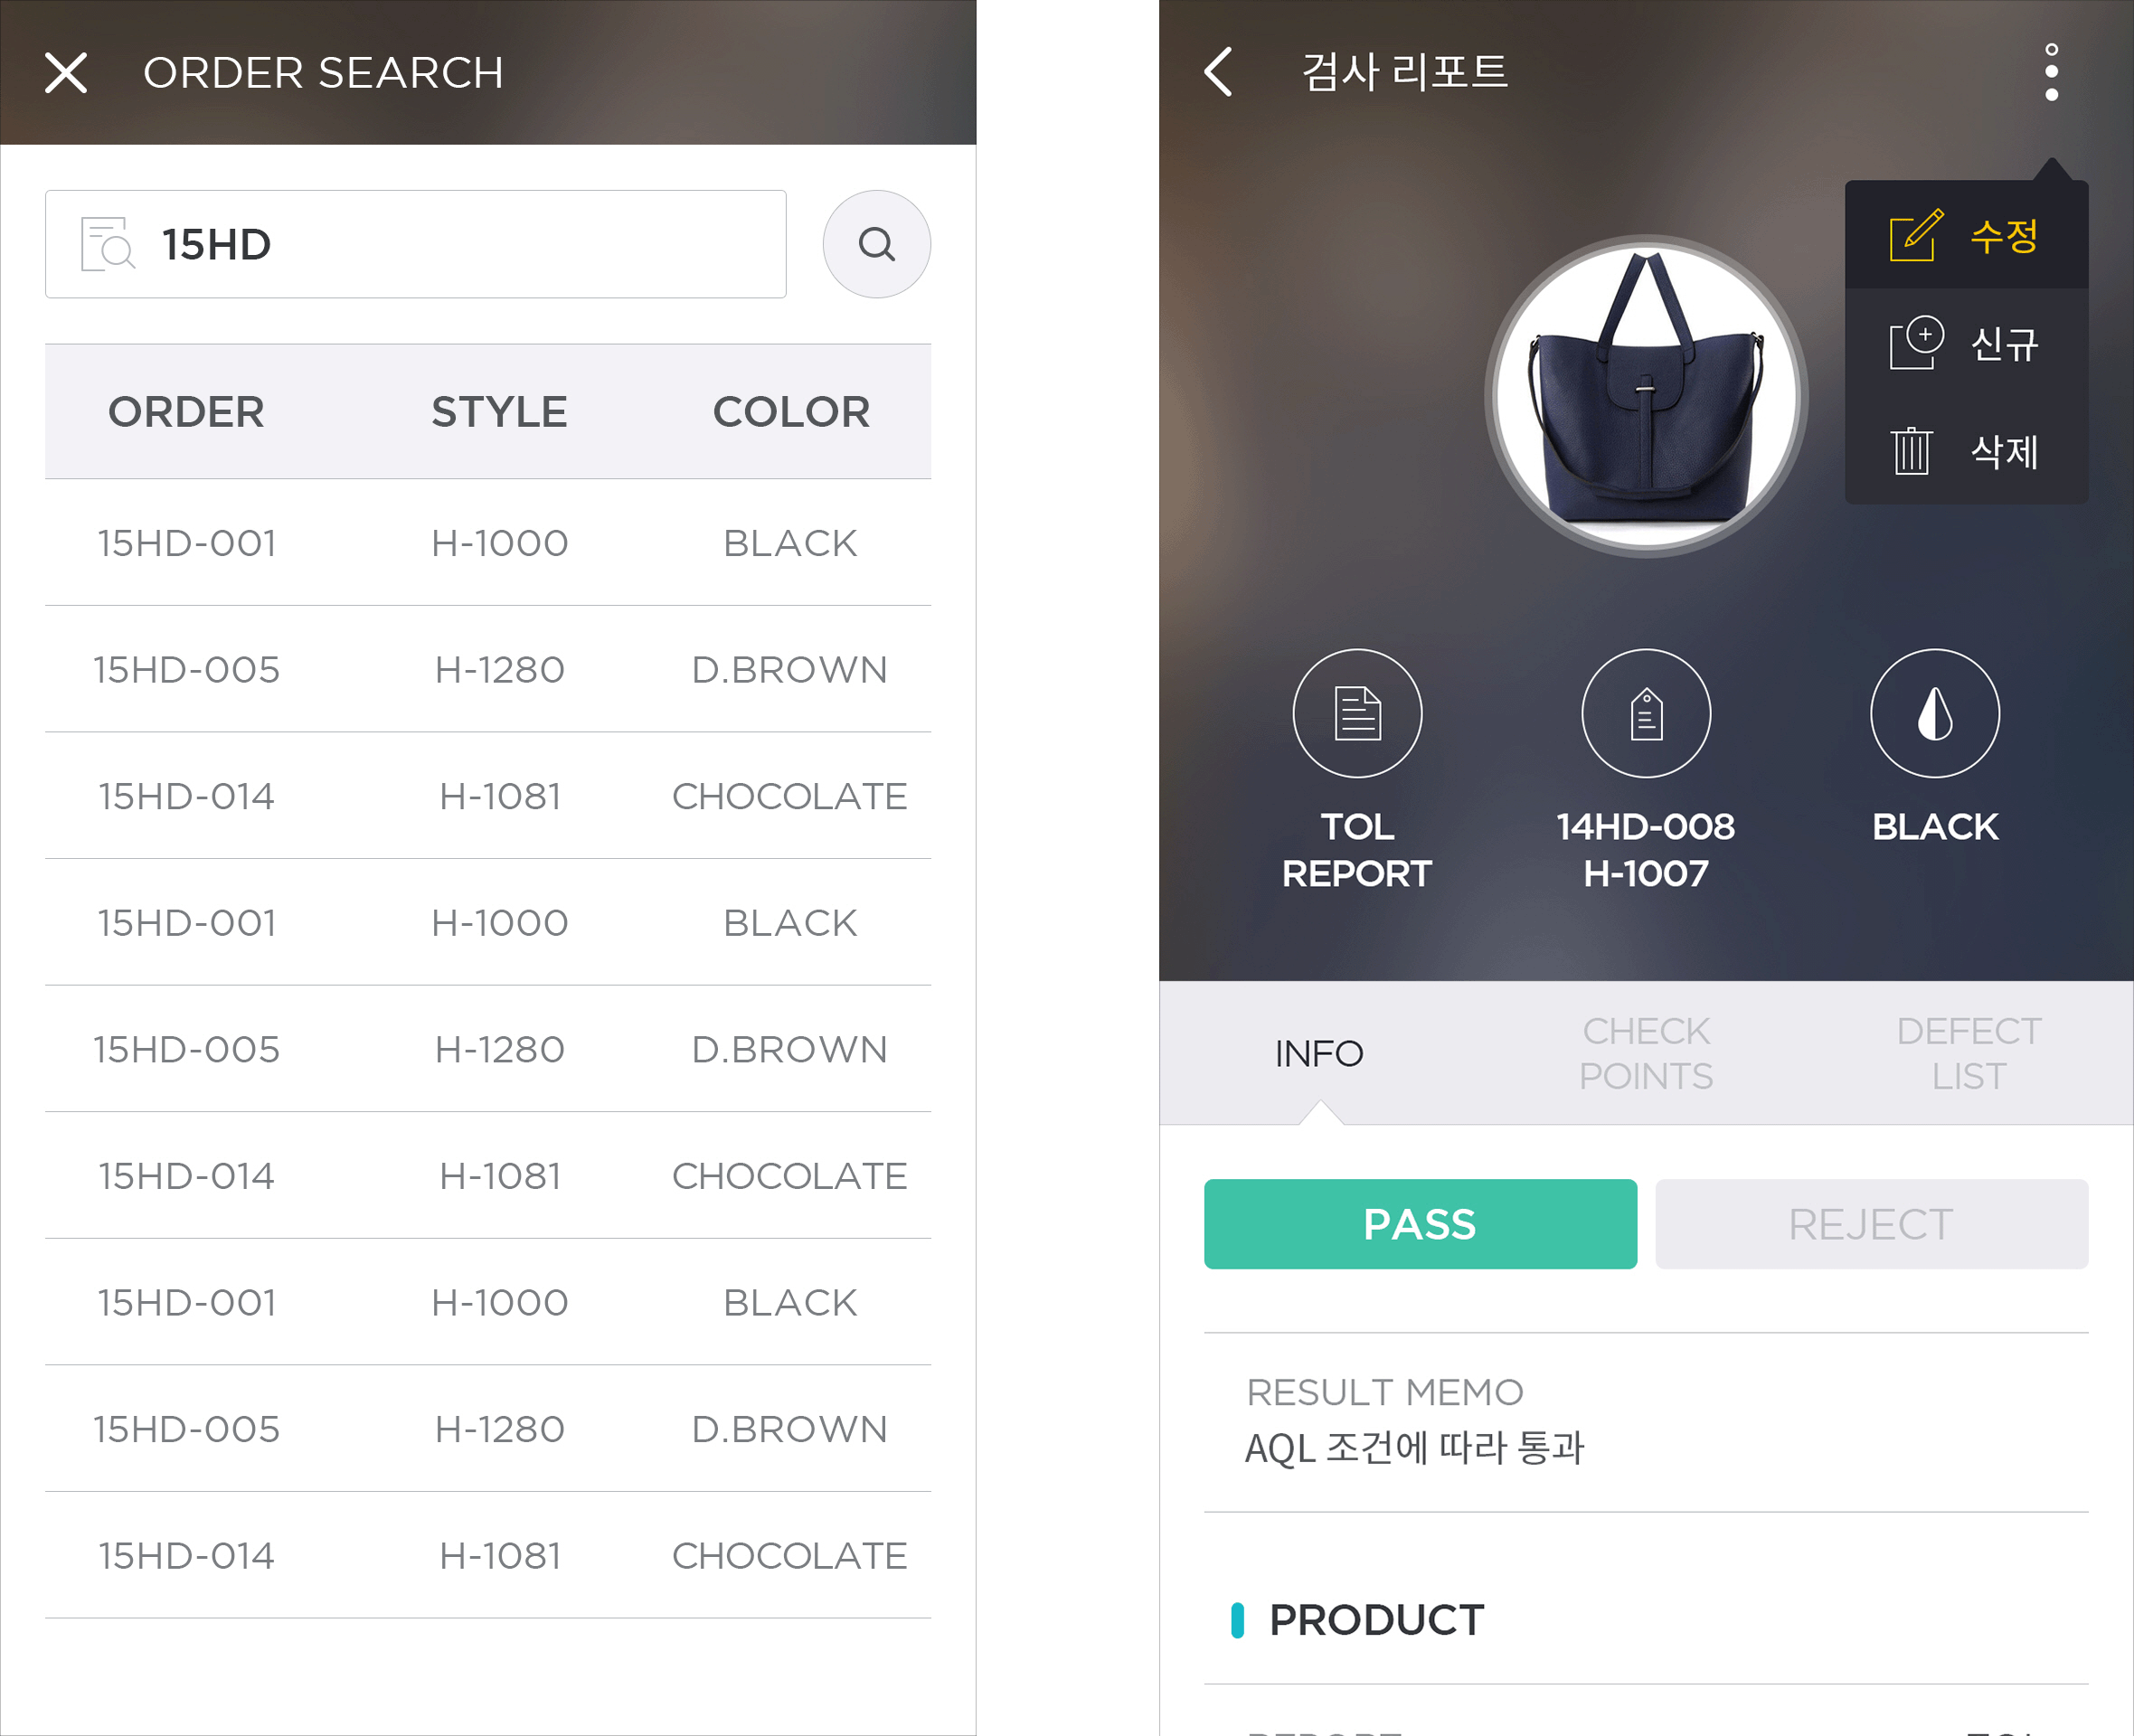 ORDER SEARCH
15HD
ORDER STYLE COLOR
15HD-001 H-1000 BLACK
15HD-005 H-1280 D.BROWN
15HD-014 H-1081 CHOCOLATE
15HD-001 H-1000 BLACK
15HD-005 H-1280 D.BROWN
15HD-014 H-1081 CHOCOLATE
15HD-001 H-1000 BLACK
15HD-005 H-1280 D.BROWN
15HD-014 H-1081 CHOCOLATE
검사 리포트
수정
신규
삭제
TOL
REPORT
14HD-008
H-1007
BLACK
INFO
CHECK
POINTS
DEFECT
LIST
PASS
REJECT
RESULT MEMO
AQL 조건에 따라 통과
PRODUCT